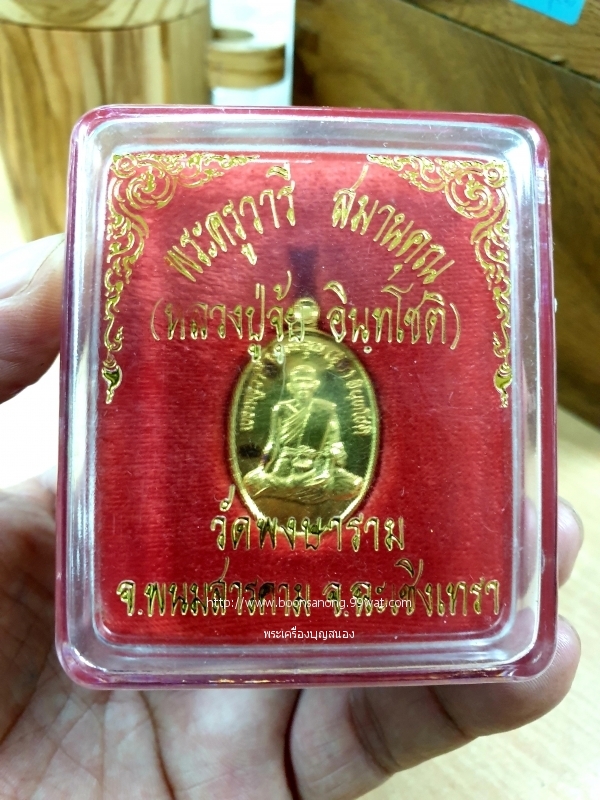 พระครูวารี สมานคุณ
(หลวงปู่จุ้ย อินฺทโชติ)
วัดพงษาราม
จ.พนมสารคาม จ.ฉะเชิงเทรา
http://www.boonsanong.99wat.com
พระเครื่องบุญสนอง